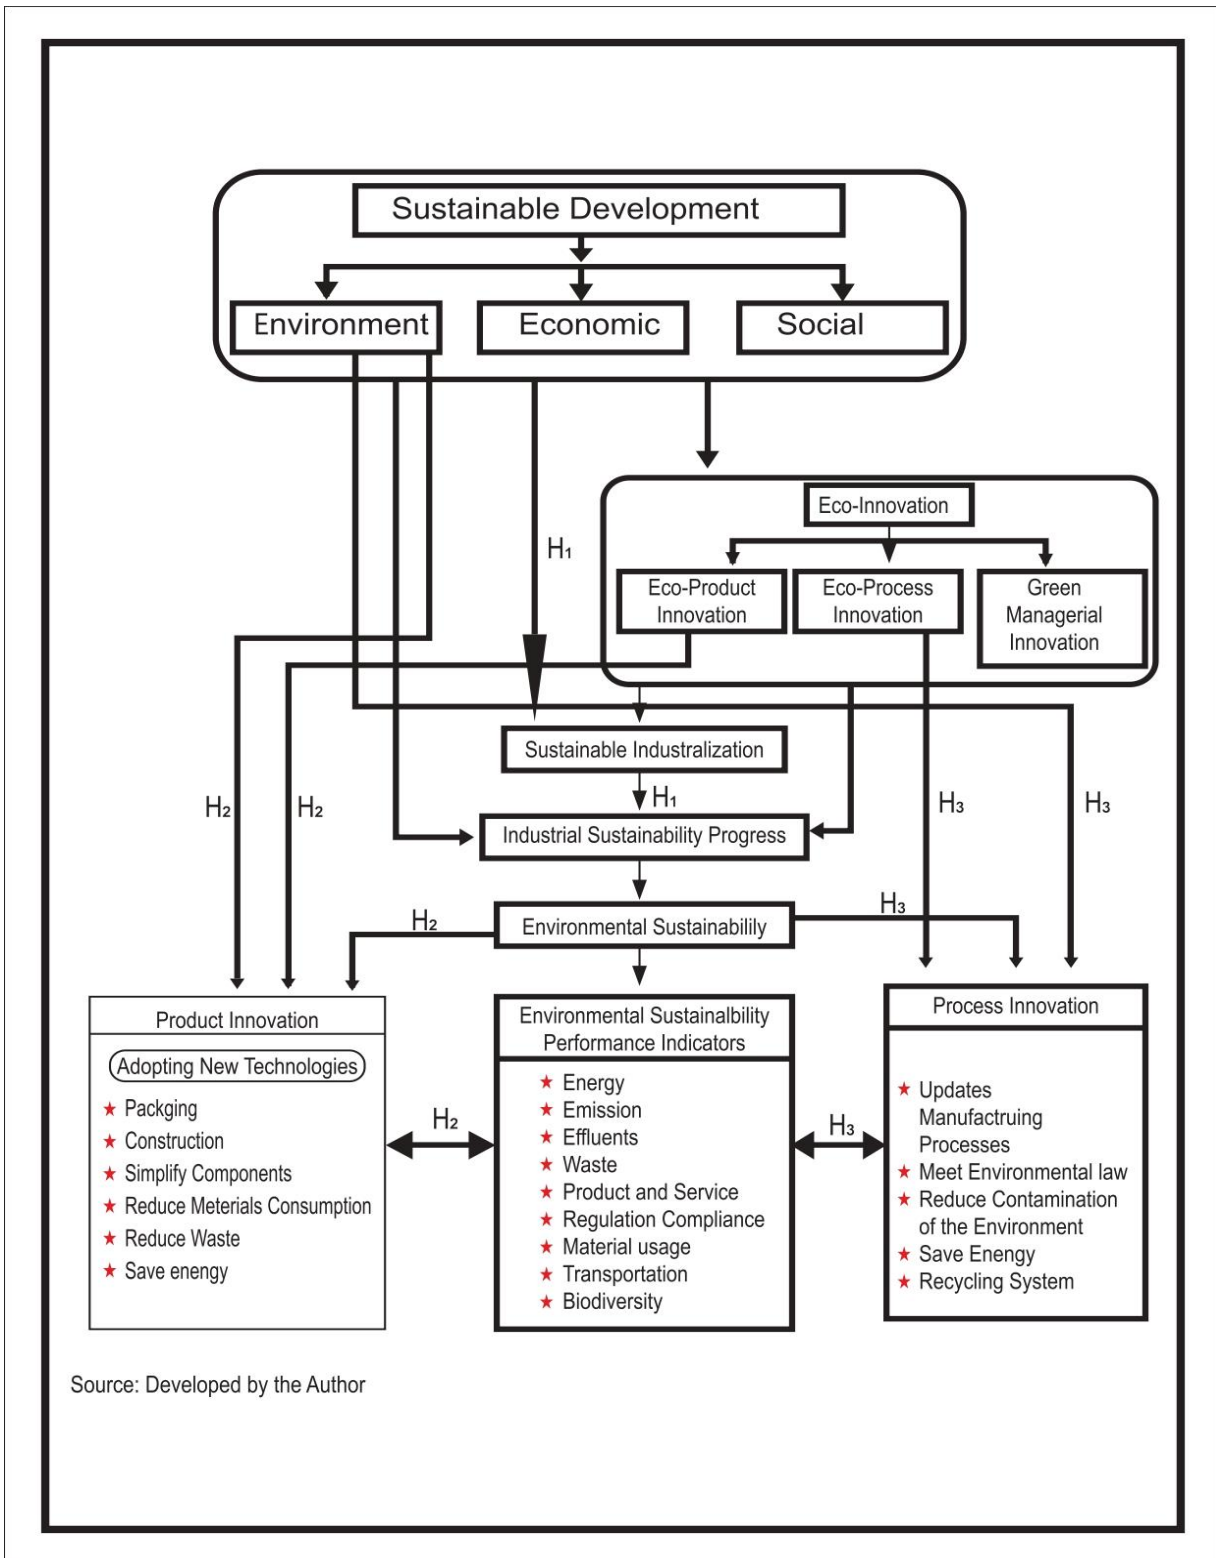 Sustainable Development
Environment
Economic
Social
Eco-Innovation
H₁
Eco-Product
Innovation
Eco-Process
Innovation
Green
Managerial
Innovation
Sustainable Industralization
H₁
H₂
H₂
H₃
H₃
Industrial Sustainability Progress
H₂
Environmental Sustainabilily
H₃
Product Innovation
Adopting New Technologies
Packging
Construction
Simplify Components
Reduce Meterials Consumption
Reduce Waste
Save energy
H₂
Environmental Sustainalbility
Performance Indicators
Energy
Emission
Effluents
Waste
Product and Service
Regulation Compliance
Material usage
Transportation
Biodiversity
H₃
Process Innovation
Updates
Manufactruing
Processes
Meet Environmental law
Reduce Contamination
of the Environment
Save Energy
Recycling System
Source: Developed by the Author